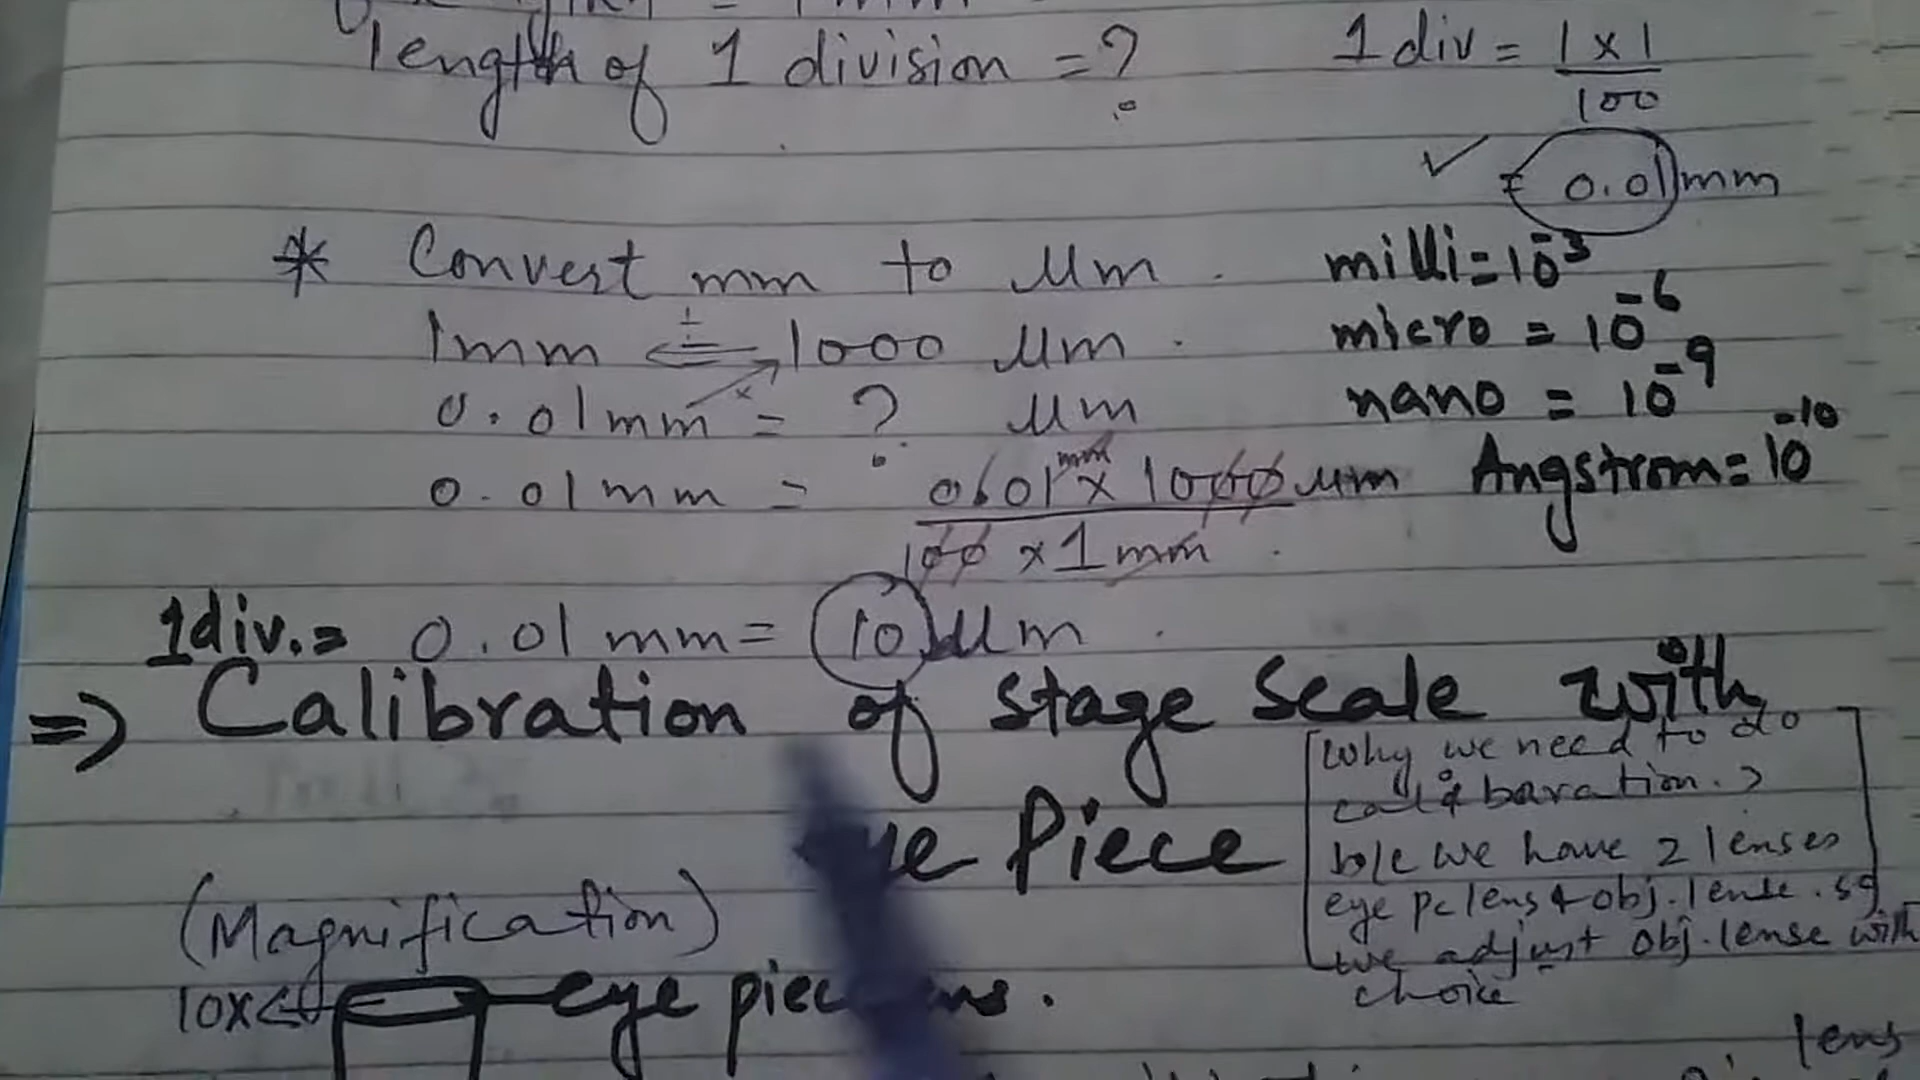 length of 1 division = ?
1 div = 1 x 1
100
✓ = 0.01 mm
* Convert mm to µm.
1mm ⇐ 1000 µm.
0.01mm = ? µm
0.01mm = 0.01 mm x 1000 µm
100 x 1 mm
milli = 10⁻³
micro = 10⁻⁶
nano = 10⁻⁹
Angstrom = 10⁻¹⁰
1div. = 0.01 mm = 10 µm.
⇒ Calibration of Stage Scale with
Piece
[Why we need to do
b/c we have 2 lenses
eye pc lens & obj. lense. so
we adjust obj. lense with
choice
(Magnification)
10x eye piec
lens